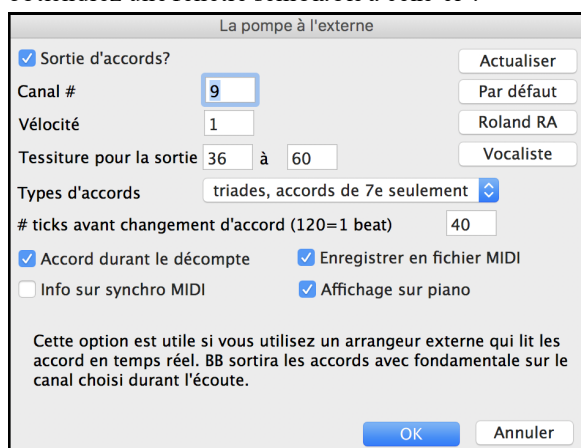 La pompe à l'externe
Sortie d'accords?
Actualiser
Canal #
9
Par défaut
Vélocité
1
Roland RA
Tessiture pour la sortie 36 à 60
Vocaliste
Types d'accords
triades, accords de 7e seulement
# ticks avant changement d'accord (120=1 beat)
40
Accord durant le décompte
Enregistrer en fichier MIDI
Info sur synchro MIDI
Affichage sur piano
Cette option est utile si vous utilisez un arrangeur externe qui lit les
accord en temps réel. BB sortira les accords avec fondamentale sur le
canal choisi durant l'écoute.
OK
Annuler